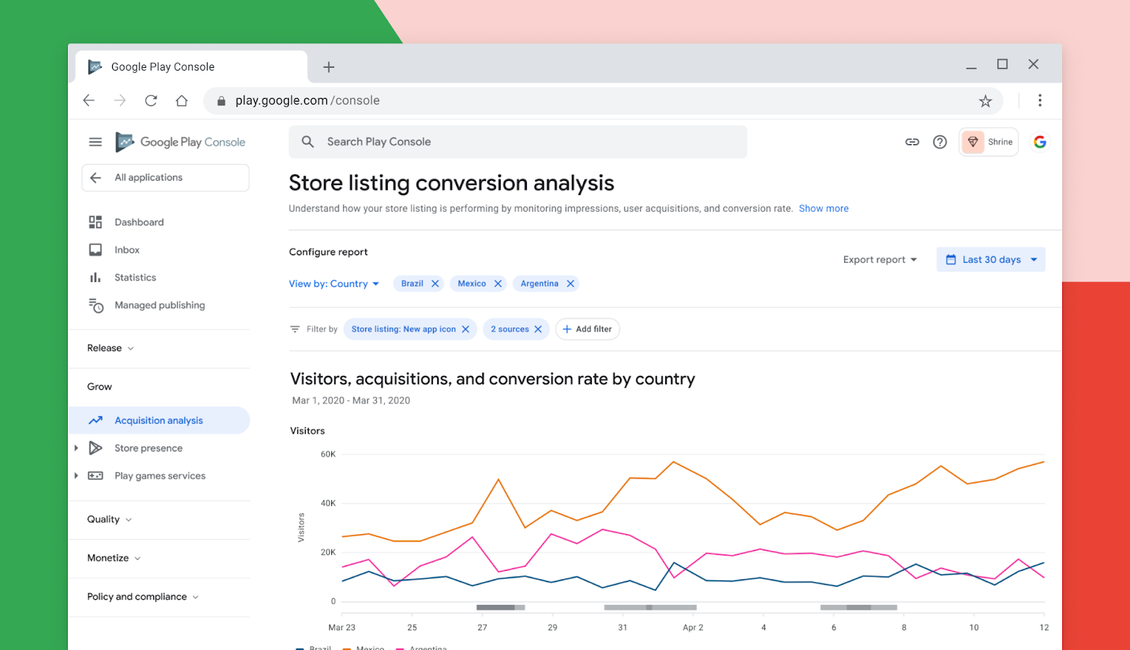 Google Play Console
play.google.com/console
Google Play Console
Search Play Console
Shrine
All applications
Dashboard
Inbox
Statistics
Managed publishing
Release
Grow
Acquisition analysis
Store presence
Play games services
Quality
Monetize
Policy and compliance
Store listing conversion analysis
Understand how your store listing is performing by monitoring impressions, user acquisitions, and conversion rate. Show more
Configure report
Export report
Last 30 days
View by: Country
Brazil
Mexico
Argentina
Filter by
Store listing: New app icon
2 sources
Add filter
Visitors, acquisitions, and conversion rate by country
Mar 1, 2020 - Mar 31, 2020
Visitors
Visitors
60K
40K
20K
0
Mar 23 25 27 29 31 Apr 2 4 6 8 10 12
Brazil Mexico Argentina